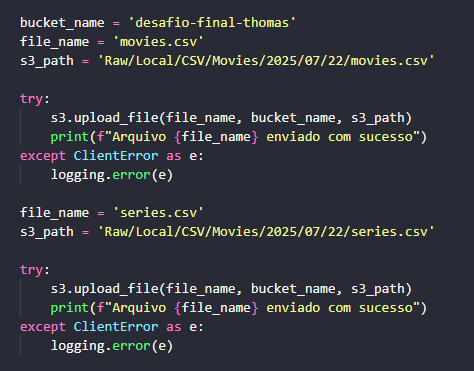 bucket_name = 'desafio-final-thomas'
file_name = 'movies.csv'
s3_path = 'Raw/Local/CSV/Movies/2025/07/22/movies.csv'
try:
    s3.upload_file(file_name, bucket_name, s3_path)
    print(f"Arquivo {file_name} enviado com sucesso")
except ClientError as e:
    logging.error(e)
file_name = 'series.csv'
s3_path = 'Raw/Local/CSV/Movies/2025/07/22/series.csv'
try:
    s3.upload_file(file_name, bucket_name, s3_path)
    print(f"Arquivo {file_name} enviado com sucesso")
except ClientError as e:
    logging.error(e)